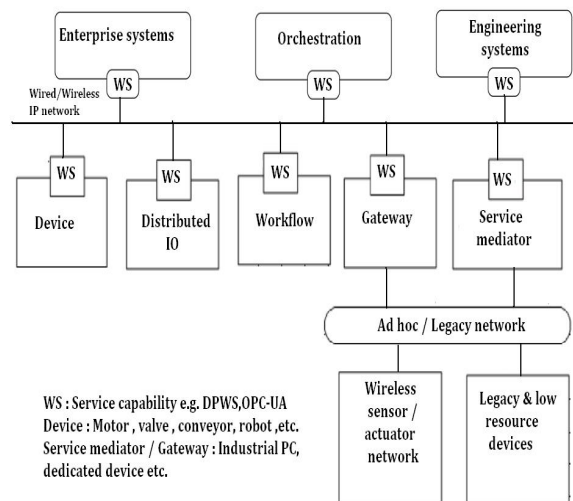 Enterprise systems
WS
Orchestration
WS
Engineering
systems
WS
Wired/Wireless
IP network
WS
Device
WS
Distributed
IO
WS
Workflow
WS
Gateway
WS
Service
mediator
Ad hoc / Legacy network
Wireless
sensor /
actuator
network
Legacy & low
resource
devices
WS : Service capability e.g. DPWS,OPC-UA
Device : Motor , valve , conveyor, robot ,etc.
Service mediator / Gateway : Industrial PC,
dedicated device etc.